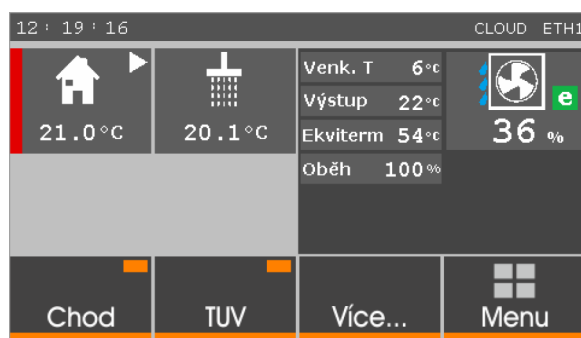 12 : 19 : 16 CLOUD ETH1
21.0°C
20.1°C
Venk. T 6°C
Výstup 22°C
Ekviterm 54°C
Oběh 100%
e
36 %
Chod
TUV
Více...
Menu